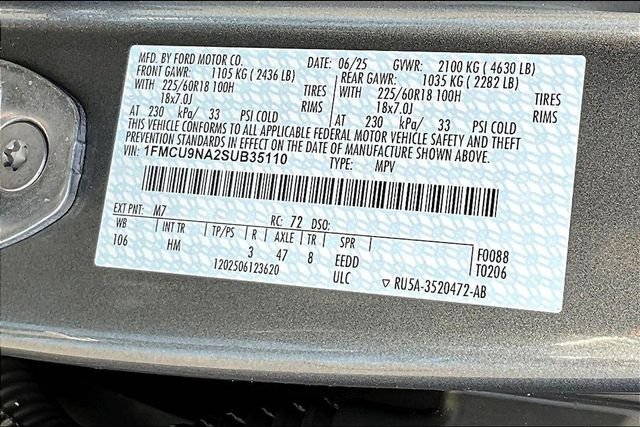 MFD. BY FORD MOTOR CO. DATE: 06/25 GVWR: 2100 KG ( 4630 LB)
FRONT GAWR: 1105 KG ( 2436 LB) REAR GAWR: 1035 KG ( 2282 LB)
WITH 225/60R18 100H TIRES WITH 225/60R18 100H TIRES
18x7.0J RIMS 18x7.0J RIMS
AT 230 kPa/ 33 PSI COLD AT 230 kPa/ 33 PSI COLD
THIS VEHICLE CONFORMS TO ALL APPLICABLE FEDERAL MOTOR VEHICLE SAFETY AND THEFT
PREVENTION STANDARDS IN EFFECT ON THE DATE OF MANUFACTURE SHOWN ABOVE.
VIN: 1FMCU9NA2SUB35110 TYPE: MPV
EXT PNT: M7 RC: 72 DSO:
WB INT TR TP/PS R AXLE TR SPR F0088
106 HM 3 47 8 EEDD T0206
1202506123620 ULC ▽ RU5A-3520472-AB